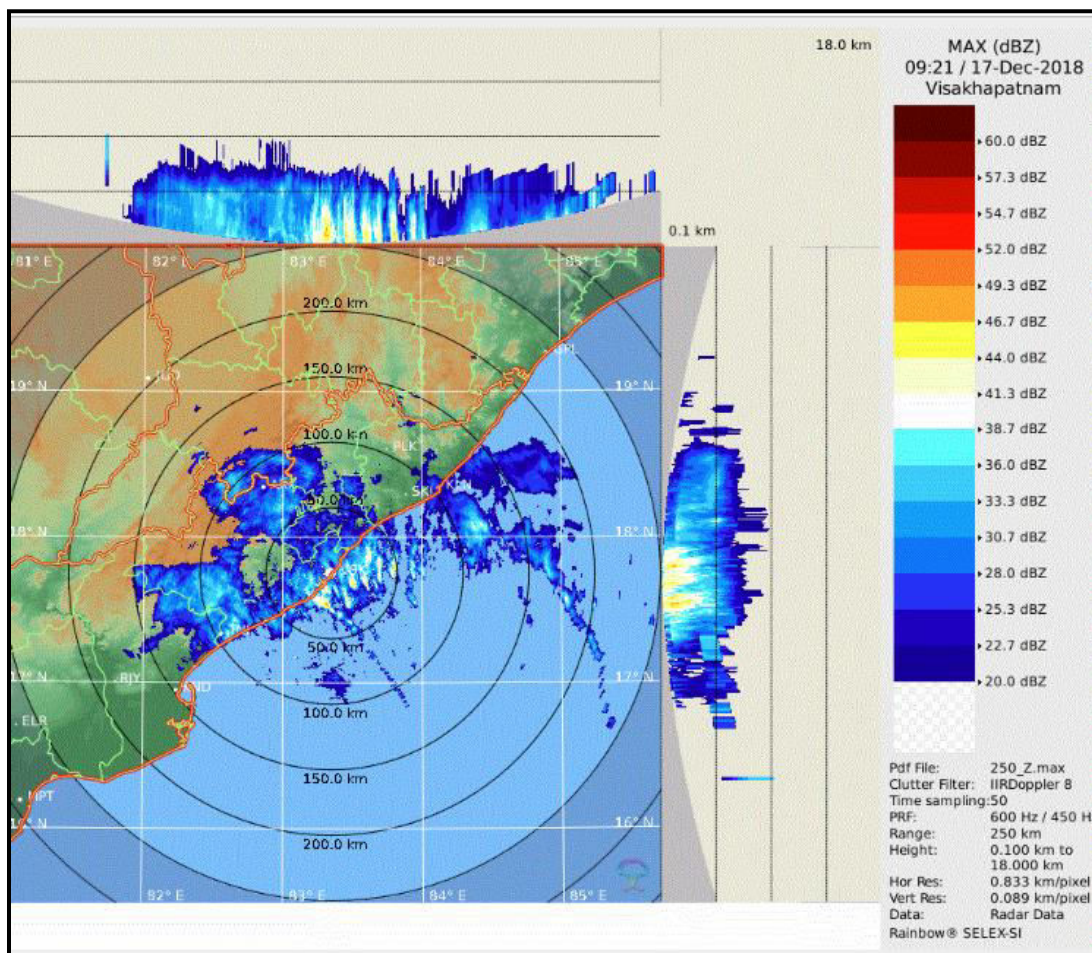 18.0 km
MAX (dBZ)
09:21 / 17-Dec-2018
Visakhapatnam
60.0 dBZ
57.3 dBZ
54.7 dBZ
52.0 dBZ
49.3 dBZ
46.7 dBZ
44.0 dBZ
41.3 dBZ
38.7 dBZ
36.0 dBZ
33.3 dBZ
30.7 dBZ
28.0 dBZ
25.3 dBZ
22.7 dBZ
20.0 dBZ
0.1 km
81° E
82° E
83° E
84° E
85° E
200.0 km
150.0 km
19° N
19° N
100.0 km
PLK
SKL
18° N
18° N
50.0 km
17° N
17° N
RJY
100.0 km
ELR
150.0 km
MPT
16° N
200.0 km
82° E
83° E
84° E
85° E
Pdf File: 250_Z.max
Clutter Filter: IIRDoppler 8
Time sampling:50
PRF: 600 Hz / 450 H
Range: 250 km
Height: 0.100 km to
18.000 km
Hor Res: 0.833 km/pixel
Vert Res: 0.089 km/pixel
Data: Radar Data
Rainbow® SELEX-SI